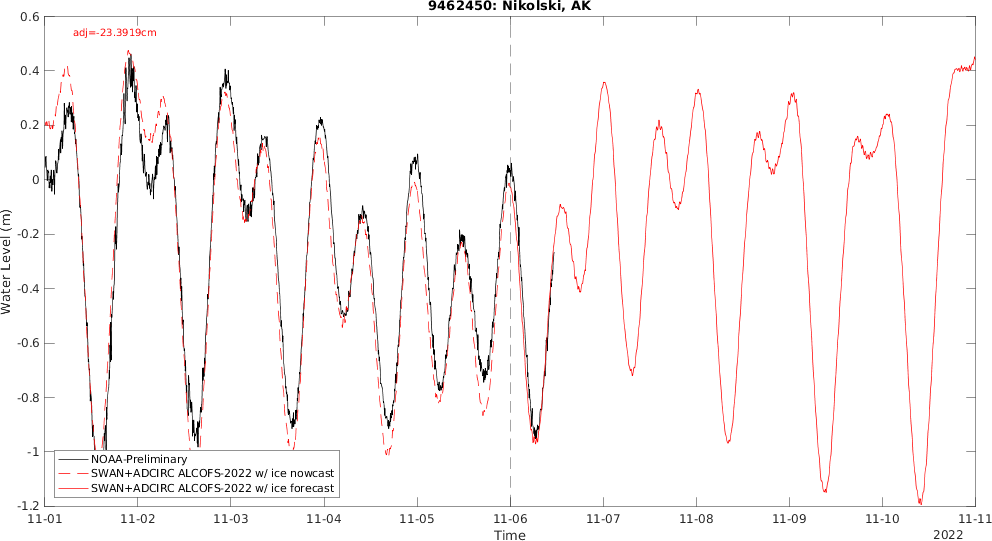 9462450: Nikolski, AK
adj=-23.3919cm
0.6
0.4
0.2
0
-0.2
-0.4
-0.6
-0.8
-1
-1.2
Water Level (m)
NOAA-Preliminary
SWAN+ADCIRC ALCOFS-2022 w/ ice nowcast
SWAN+ADCIRC ALCOFS-2022 w/ ice forecast
11-01 11-02 11-03 11-04 11-05 11-06 11-07 11-08 11-09 11-10 11-11
Time
2022